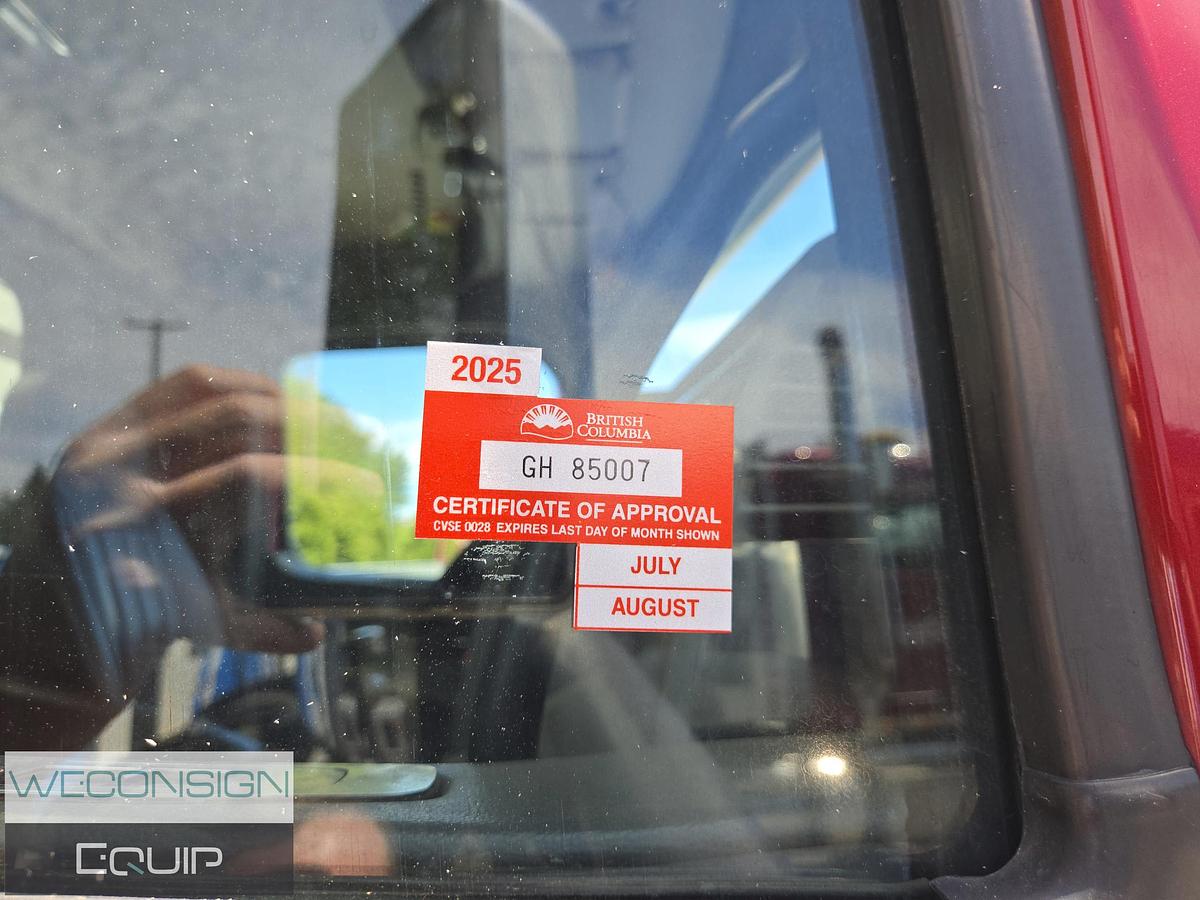 2025
BRITISH
COLUMBIA
GH 85007
CERTIFICATE OF APPROVAL
CVSE 0028 EXPIRES LAST DAY OF MONTH SHOWN
JULY
AUGUST
WECONSIGN
EQUIP